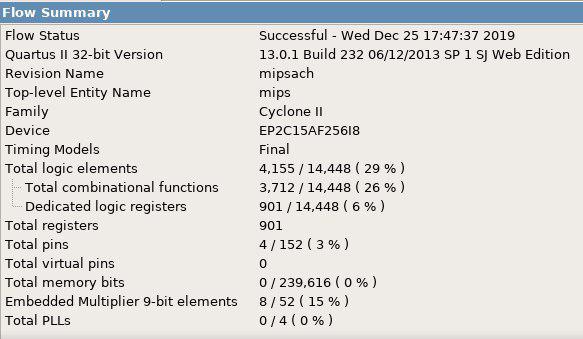 Flow Summary
Flow Status Successful - Wed Dec 25 17:47:37 2019
Quartus II 32-bit Version 13.0.1 Build 232 06/12/2013 SP 1 SJ Web Edition
Revision Name mipsach
Top-level Entity Name mips
Family Cyclone II
Device EP2C15AF256I8
Timing Models Final
Total logic elements 4,155 / 14,448 ( 29 % )
Total combinational functions 3,712 / 14,448 ( 26 % )
Dedicated logic registers 901 / 14,448 ( 6 % )
Total registers 901
Total pins 4 / 152 ( 3 % )
Total virtual pins 0
Total memory bits 0 / 239,616 ( 0 % )
Embedded Multiplier 9-bit elements 8 / 52 ( 15 % )
Total PLLs 0 / 4 ( 0 % )